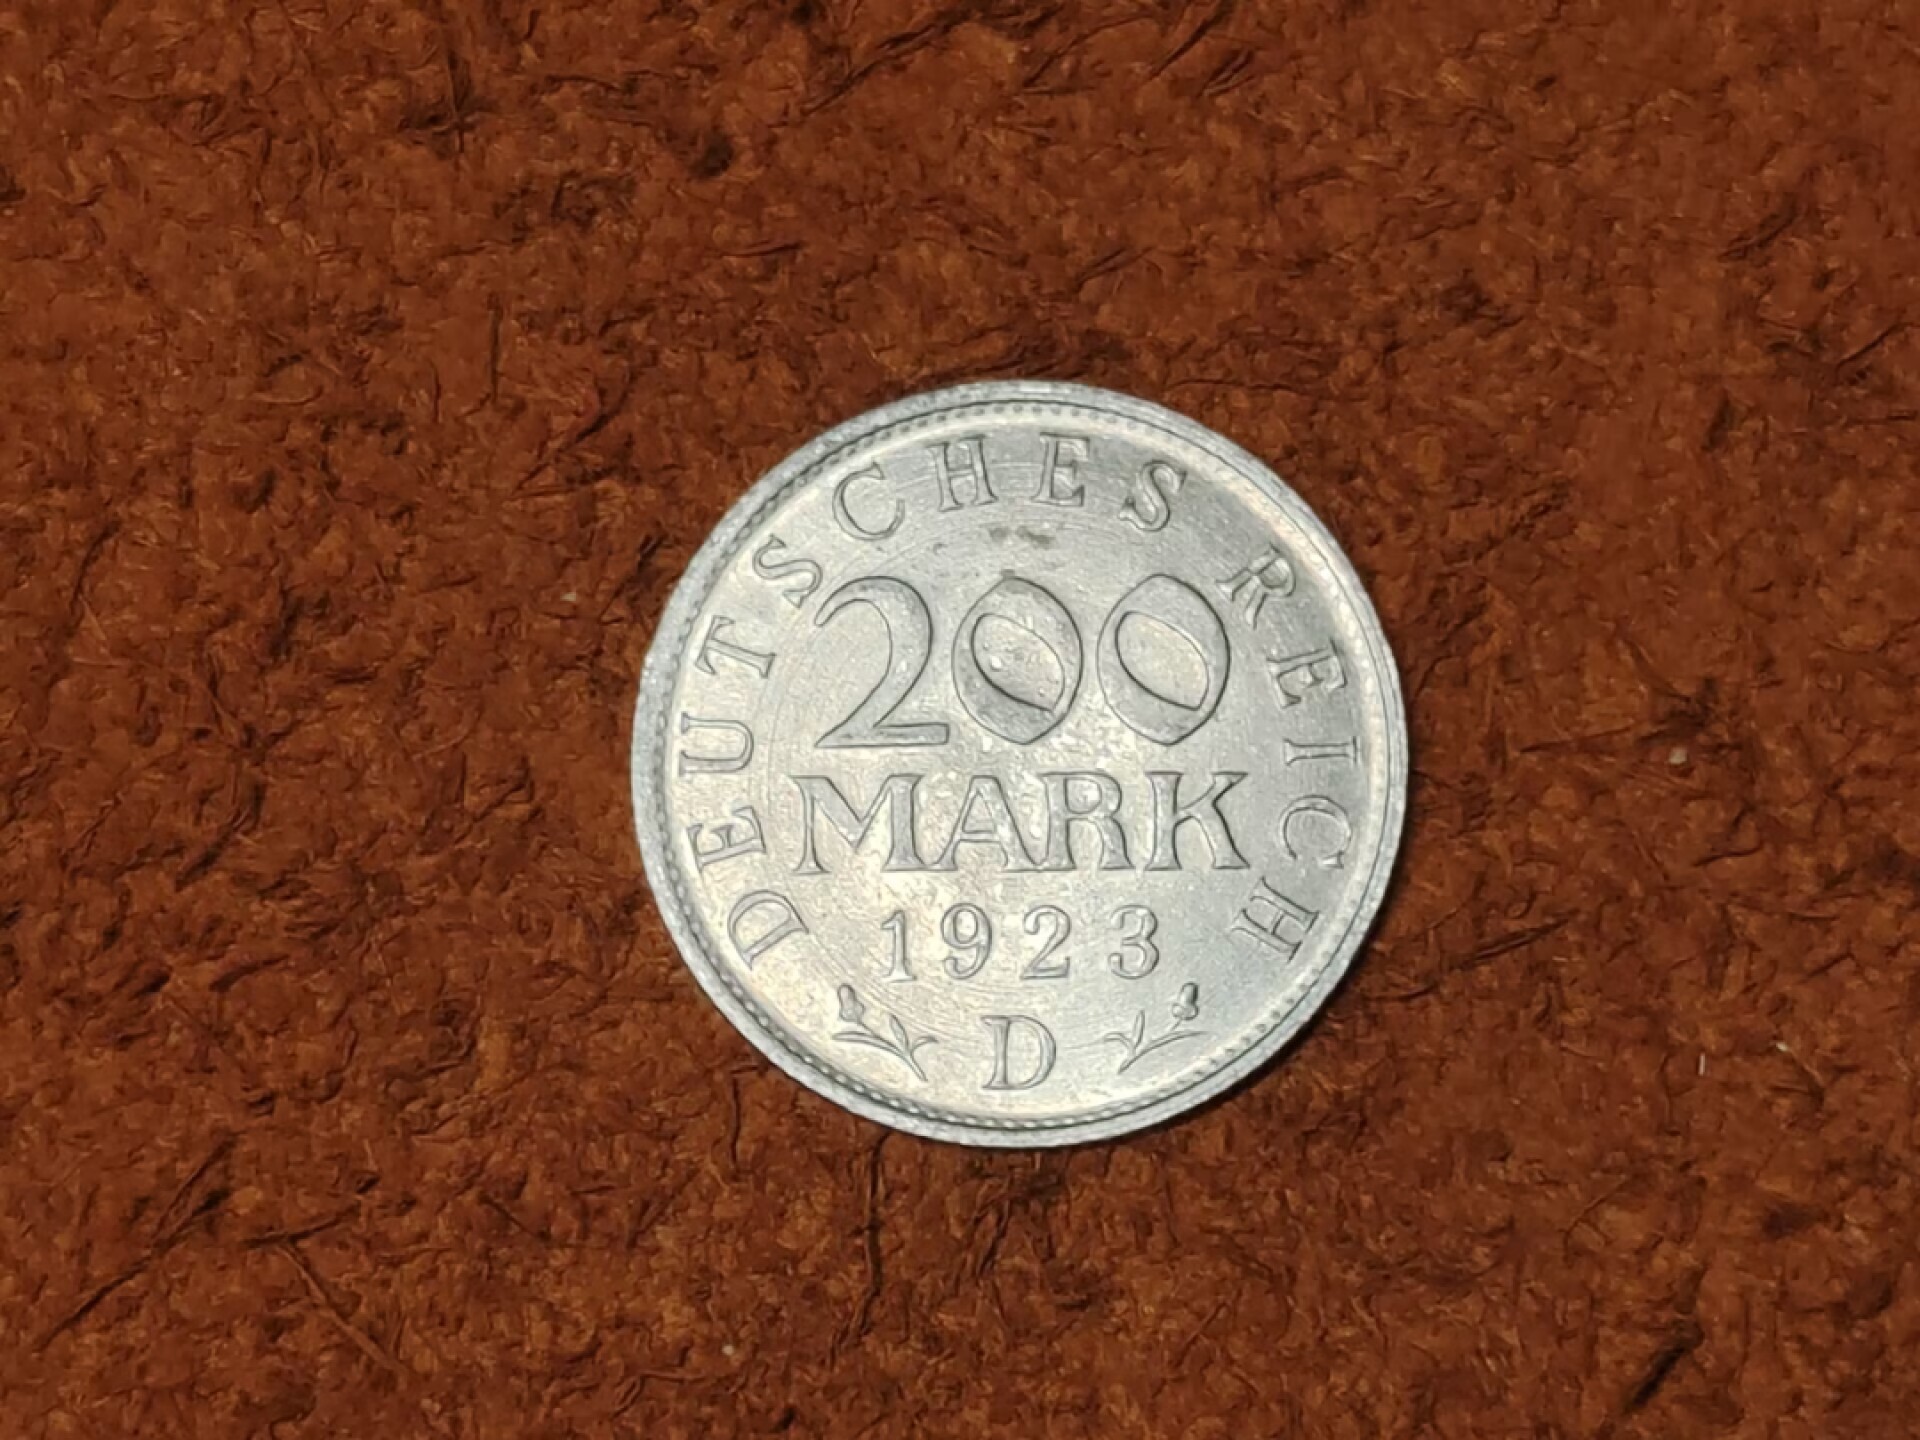 DEUTSCHES REICH
200
MARK
1923
D